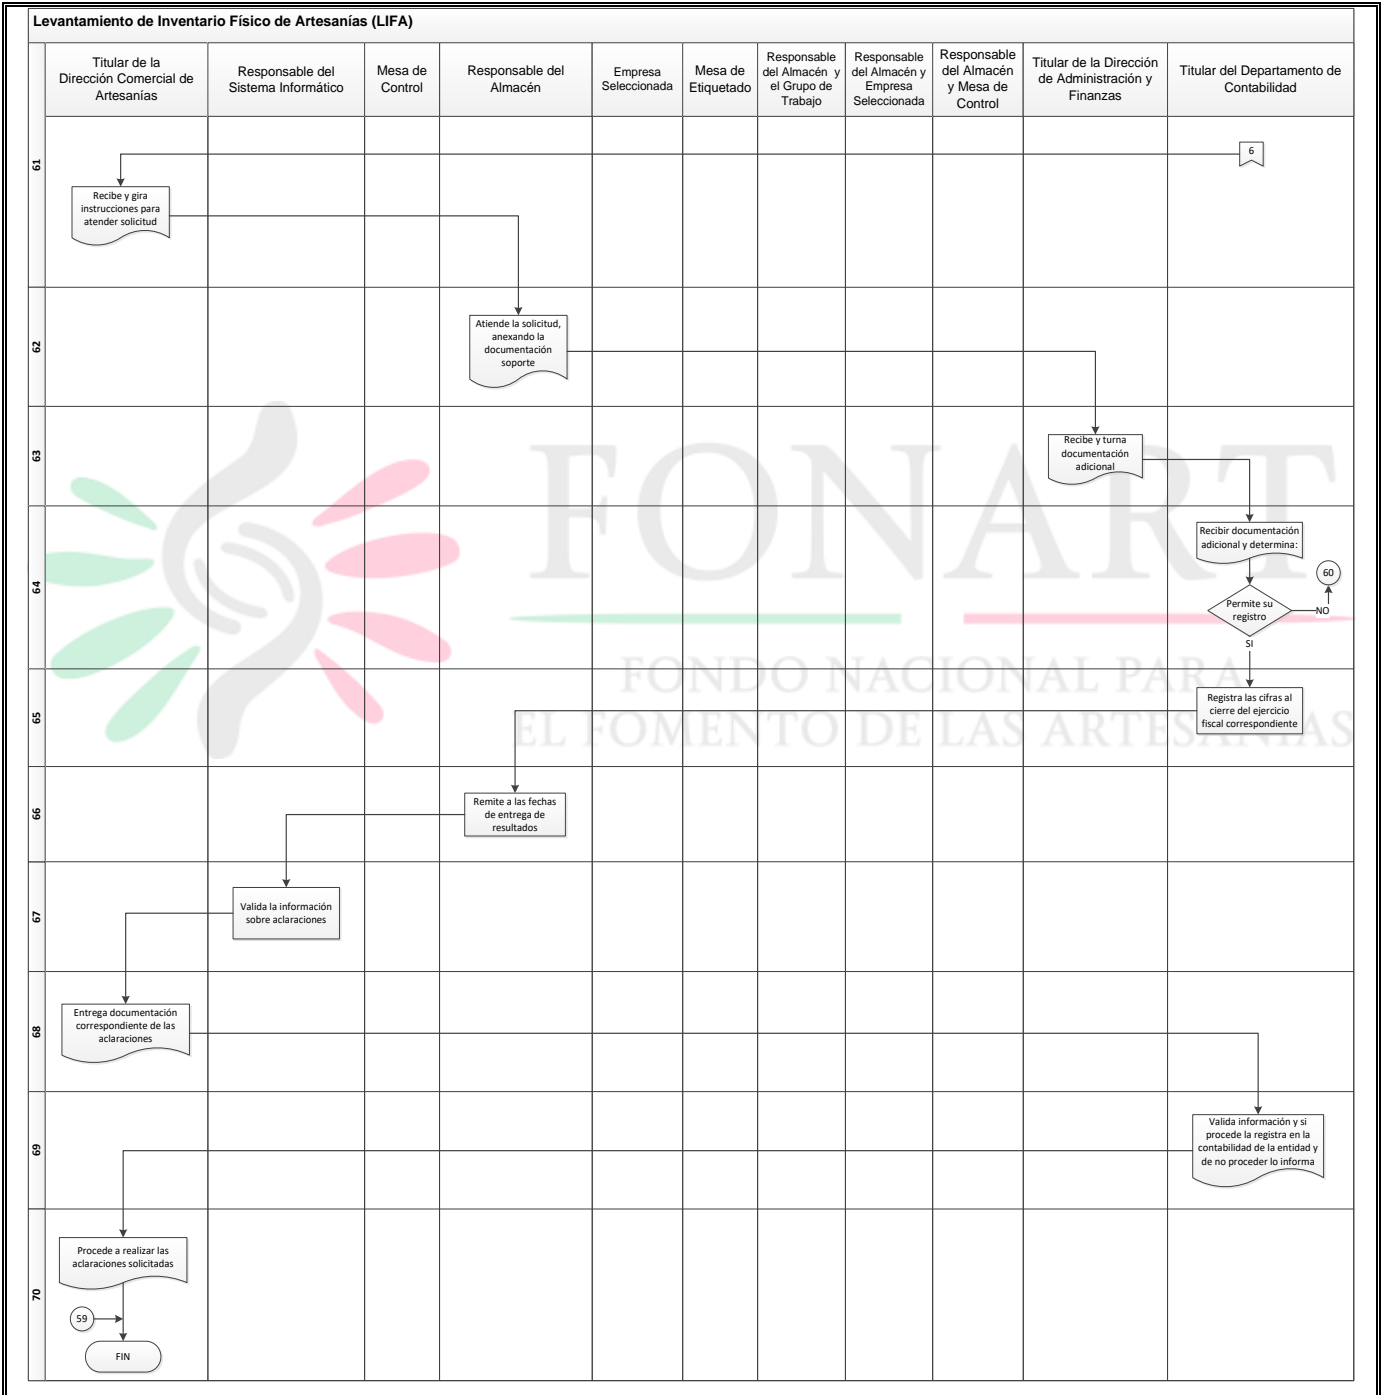 Levantamiento de Inventario Físico de Artesanías (LIFA)
Titular de la
Dirección Comercial de
Artesanías
Responsable del
Sistema Informático
Mesa de
Control
Responsable del
Almacén
Empresa
Seleccionada
Mesa de
Etiquetado
Responsable
del Almacén y
el Grupo de
Trabajo
Responsable
del Almacén y
Empresa
Seleccionada
Responsable
del Almacén
y Mesa de
Control
Titular de la Dirección
de Administración y
Finanzas
Titular del Departamento de
Contabilidad
61
6
Recibe y gira
instrucciones para
atender solicitud
62
Atiende la solicitud,
anexando la
documentación
soporte
63
Recibe y turna
documentación
adicional
FONART
64
Recibir documentación
adicional y determina:
60
Permite su
registro
NO
SI
FONDO NACIONAL PARA
EL FOMENTO DE LAS ARTESANÍAS
65
Registra las cifras al
cierre del ejercicio
fiscal correspondiente
66
Remite a las fechas
de entrega de
resultados
67
Valida la información
sobre aclaraciones
68
Entrega documentación
correspondiente de las
aclaraciones
69
Valida información y si
procede la registra en la
contabilidad de la entidad y
de no proceder lo informa
70
Procede a realizar las
aclaraciones solicitadas
59
FIN